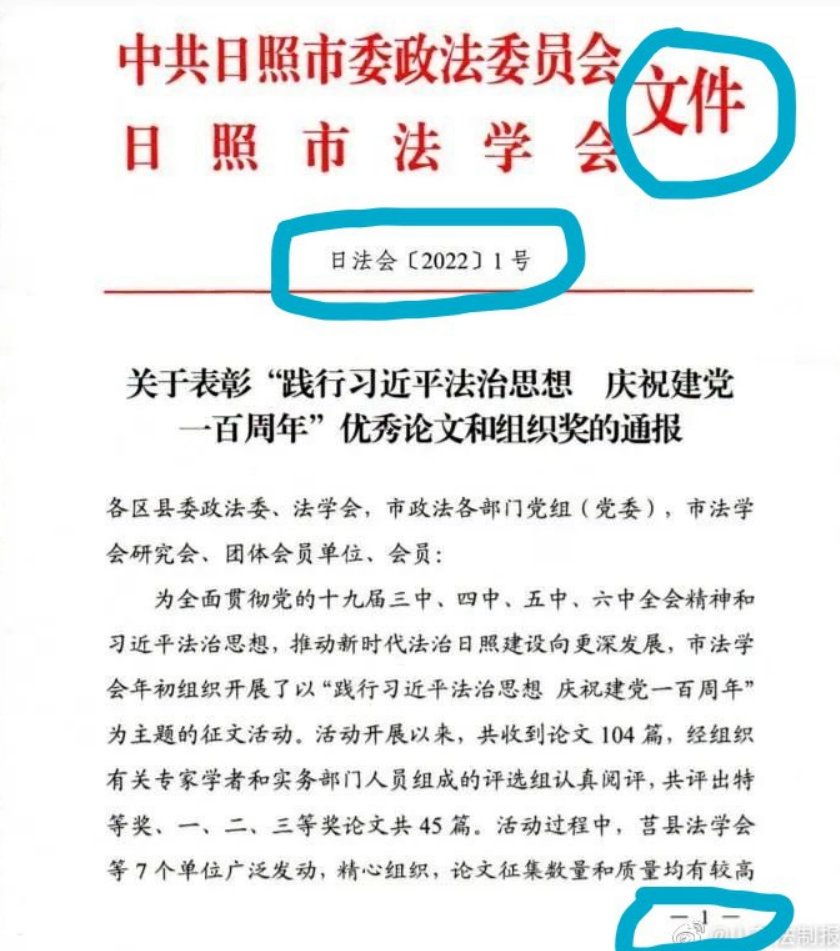 中共日照市委政法委员会
文件
日照市法学会
日法会〔2022〕1号
关于表彰“践行习近平法治思想 庆祝建党
一百周年”优秀论文和组织奖的通报
各区县委政法委、法学会，市政法各部门党组（党委），市法学
会研究会、团体会员单位、会员：
为全面贯彻党的十九届三中、四中、五中、六中全会精神和
习近平法治思想，推动新时代法治日照建设向更深发展，市法学
会年初组织开展了以“践行习近平法治思想 庆祝建党一百周年”
为主题的征文活动。活动开展以来，共收到论文104篇，经组织
有关专家学者和实务部门人员组成的评选组认真阅评，共评出特
等奖、一、二、三等奖论文共45篇。活动过程中，莒县法学会
等7个单位广泛发动，精心组织，论文征集数量和质量均有较高
— 1 —
法制报